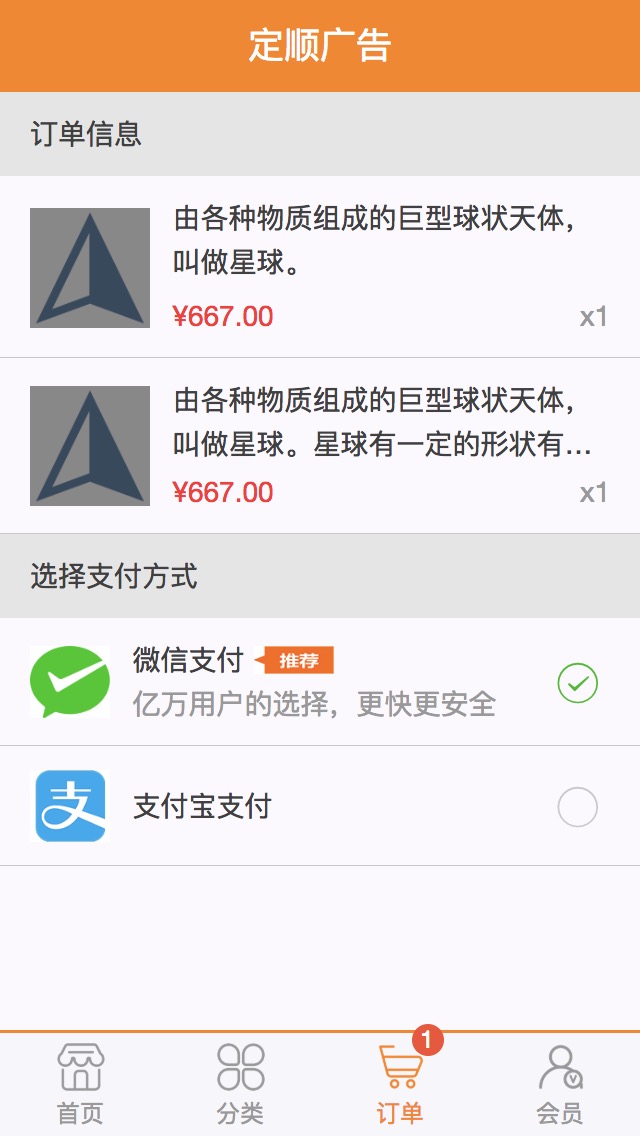 定顺广告
订单信息
由各种物质组成的巨型球状天体，
叫做星球。
¥667.00
x1
由各种物质组成的巨型球状天体，
叫做星球。星球有一定的形状有...
¥667.00
x1
选择支付方式
微信支付
推荐
亿万用户的选择，更快更安全
支
支付宝支付
1
首页
分类
订单
V
会员